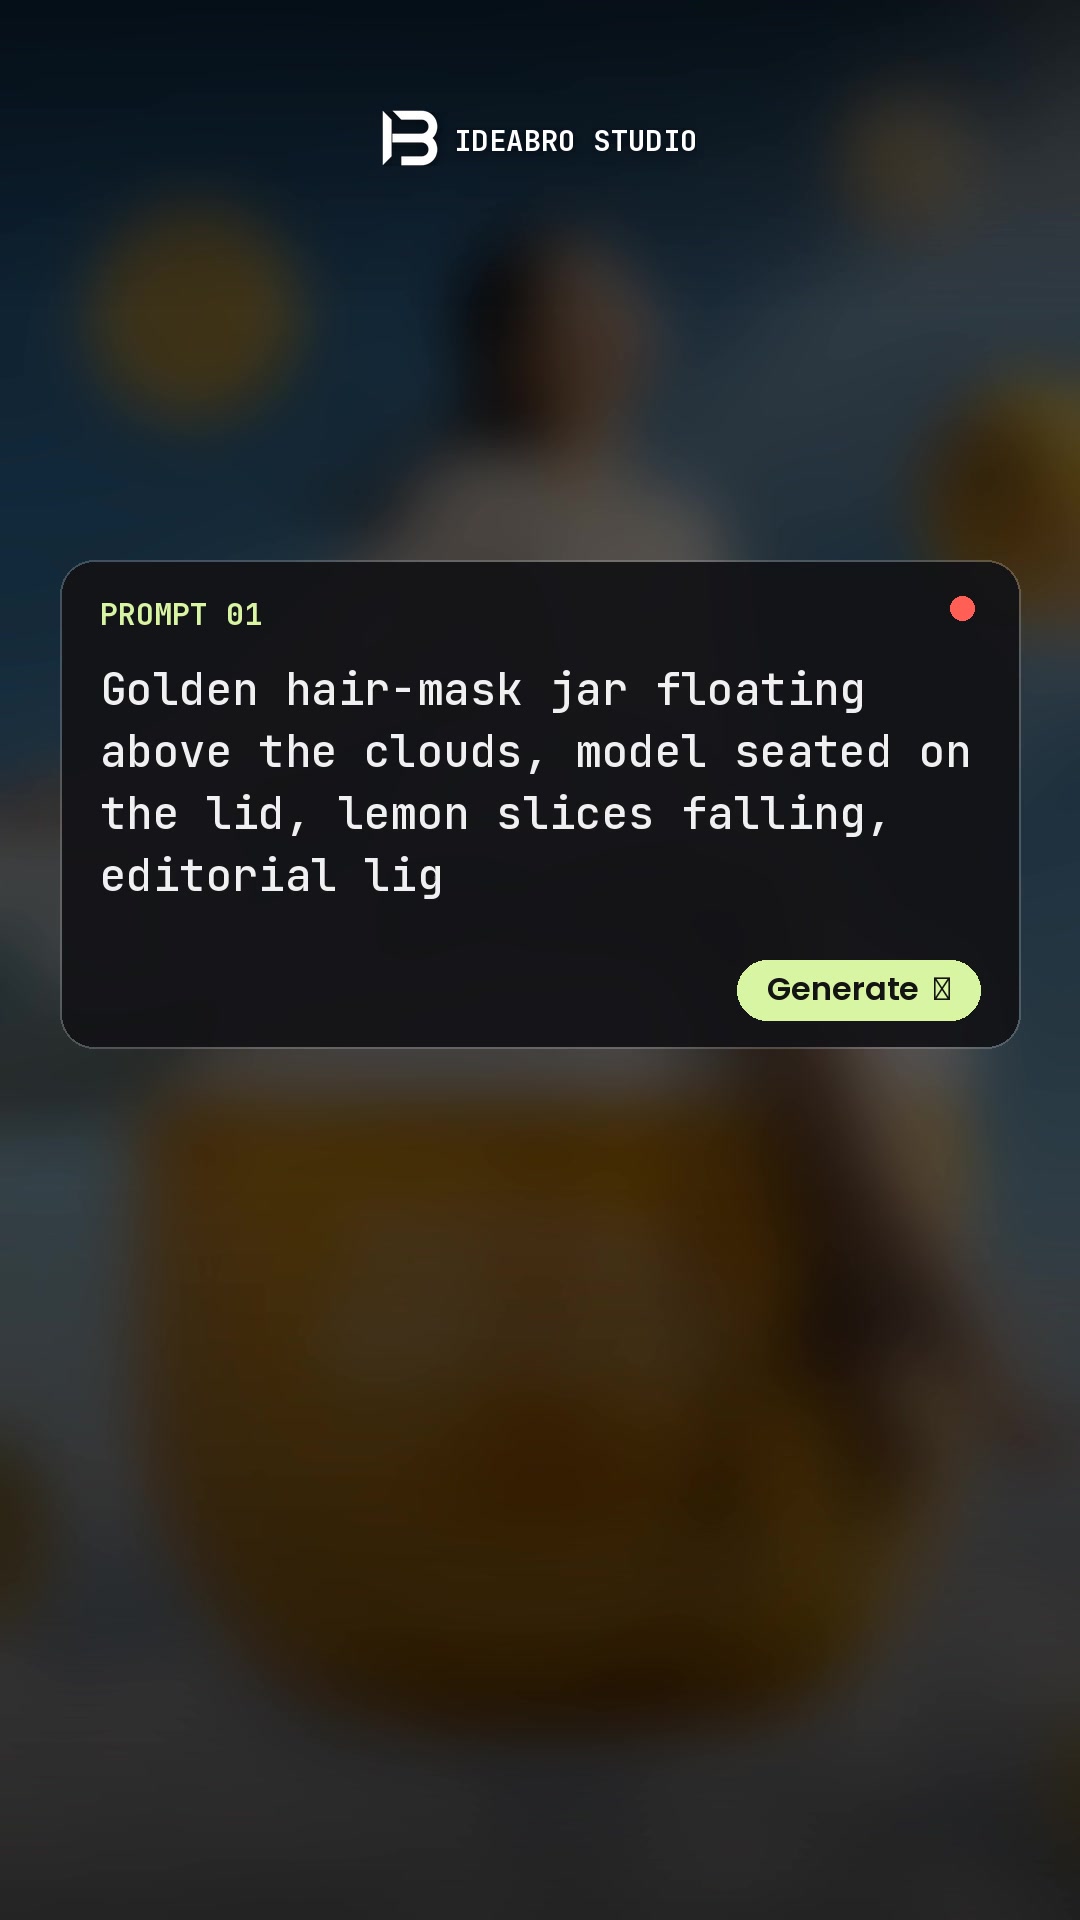 IDEABRO STUDIO
PROMPT 01
Golden hair-mask jar floating
above the clouds, model seated on
the lid, lemon slices falling,
editorial lig
Generate